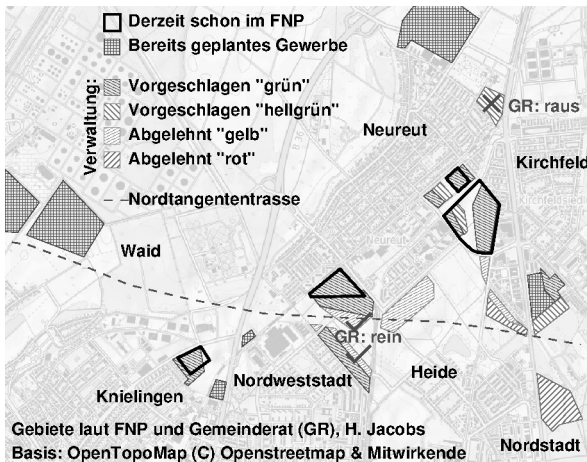 Derzeit schon im FNP
Bereits geplantes Gewerbe
Verwaltung:
Vorgeschlagen "grün"
Vorgeschlagen "hellgrün"
Abgelehnt "gelb"
Abgelehnt "rot"
Nordtangententrasse
Neureut
GR: raus
Kirchfeld
Kirchfeldsiedl
Neureut
Waid
GR: rein
Heide
Nordweststadt
Knielingen
Nordstadt
Gebiete laut FNP und Gemeinderat (GR), H. Jacobs
Basis: OpenTopoMap (C) Openstreetmap & Mitwirkende